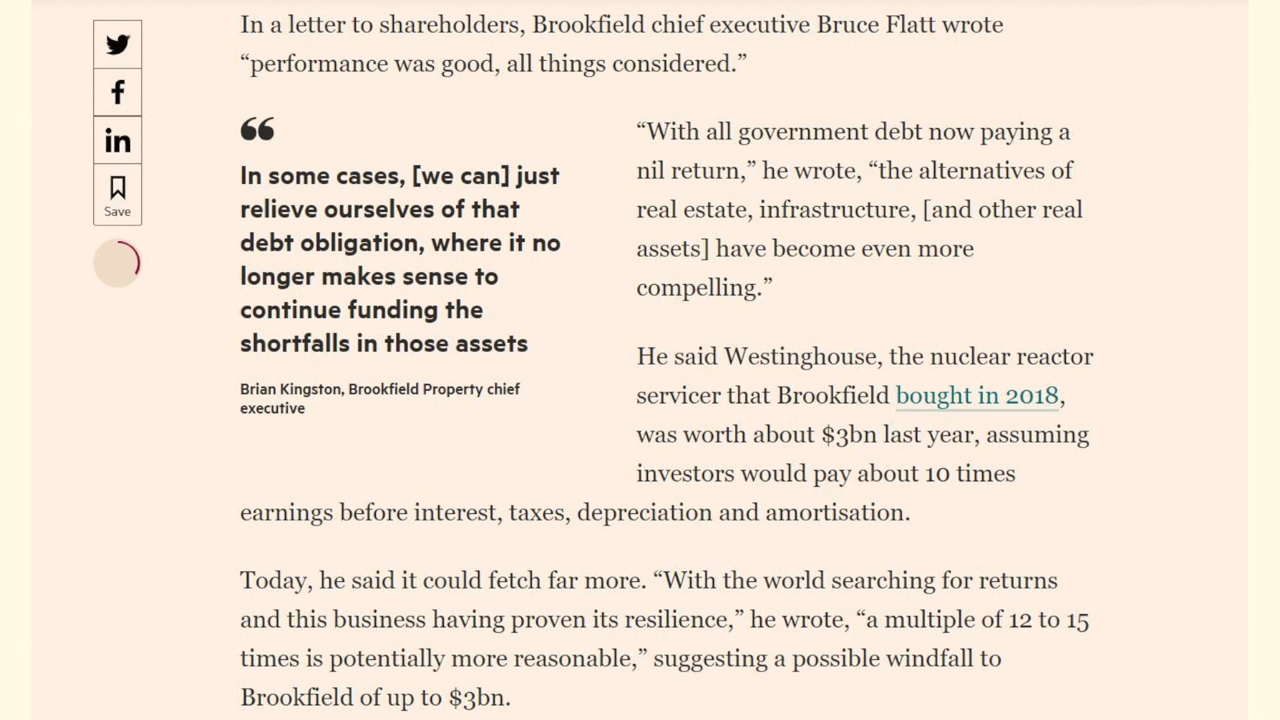 In a letter to shareholders, Brookfield chief executive Bruce Flatt wrote
“performance was good, all things considered.”
“
In some cases, [we can] just
relieve ourselves of that
debt obligation, where it no
longer makes sense to
continue funding the
shortfalls in those assets
Brian Kingston, Brookfield Property chief
executive
“With all government debt now paying a
nil return,” he wrote, “the alternatives of
real estate, infrastructure, [and other real
assets] have become even more
compelling.”
He said Westinghouse, the nuclear reactor
servicer that Brookfield bought in 2018,
was worth about $3bn last year, assuming
investors would pay about 10 times
earnings before interest, taxes, depreciation and amortisation.
Today, he said it could fetch far more. “With the world searching for returns
and this business having proven its resilience,” he wrote, “a multiple of 12 to 15
times is potentially more reasonable,” suggesting a possible windfall to
Brookfield of up to $3bn.
f
in
Save